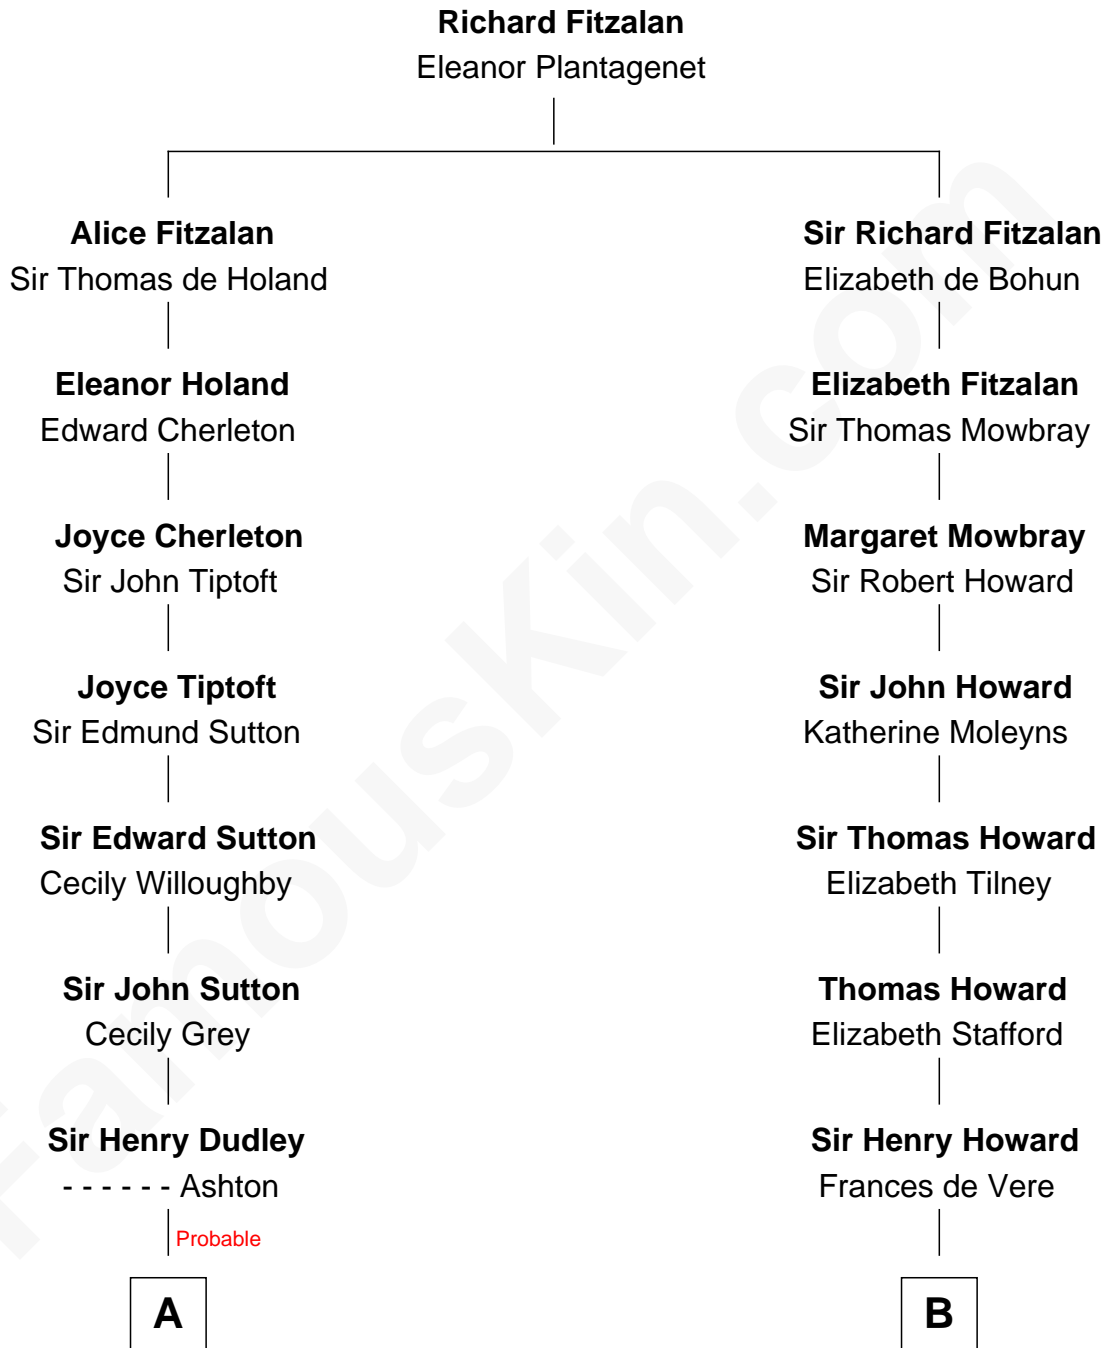 Richard Fitzalan
Eleanor Plantagenet
Alice Fitzalan
Sir Thomas de Holand
Sir Richard Fitzalan
Elizabeth de Bohun
Eleanor Holand
Edward Cherleton
Elizabeth Fitzalan
Sir Thomas Mowbray
Joyce Cherleton
Sir John Tiptoft
Margaret Mowbray
Sir Robert Howard
Joyce Tiptoft
Sir Edmund Sutton
Sir John Howard
Katherine Moleyns
Sir Edward Sutton
Cecily Willoughby
Sir Thomas Howard
Elizabeth Tilney
Sir John Sutton
Cecily Grey
Thomas Howard
Elizabeth Stafford
Sir Henry Dudley
- - - - - - Ashton
Sir Henry Howard
Frances de Vere
Probable
A
B
FamousKin.com